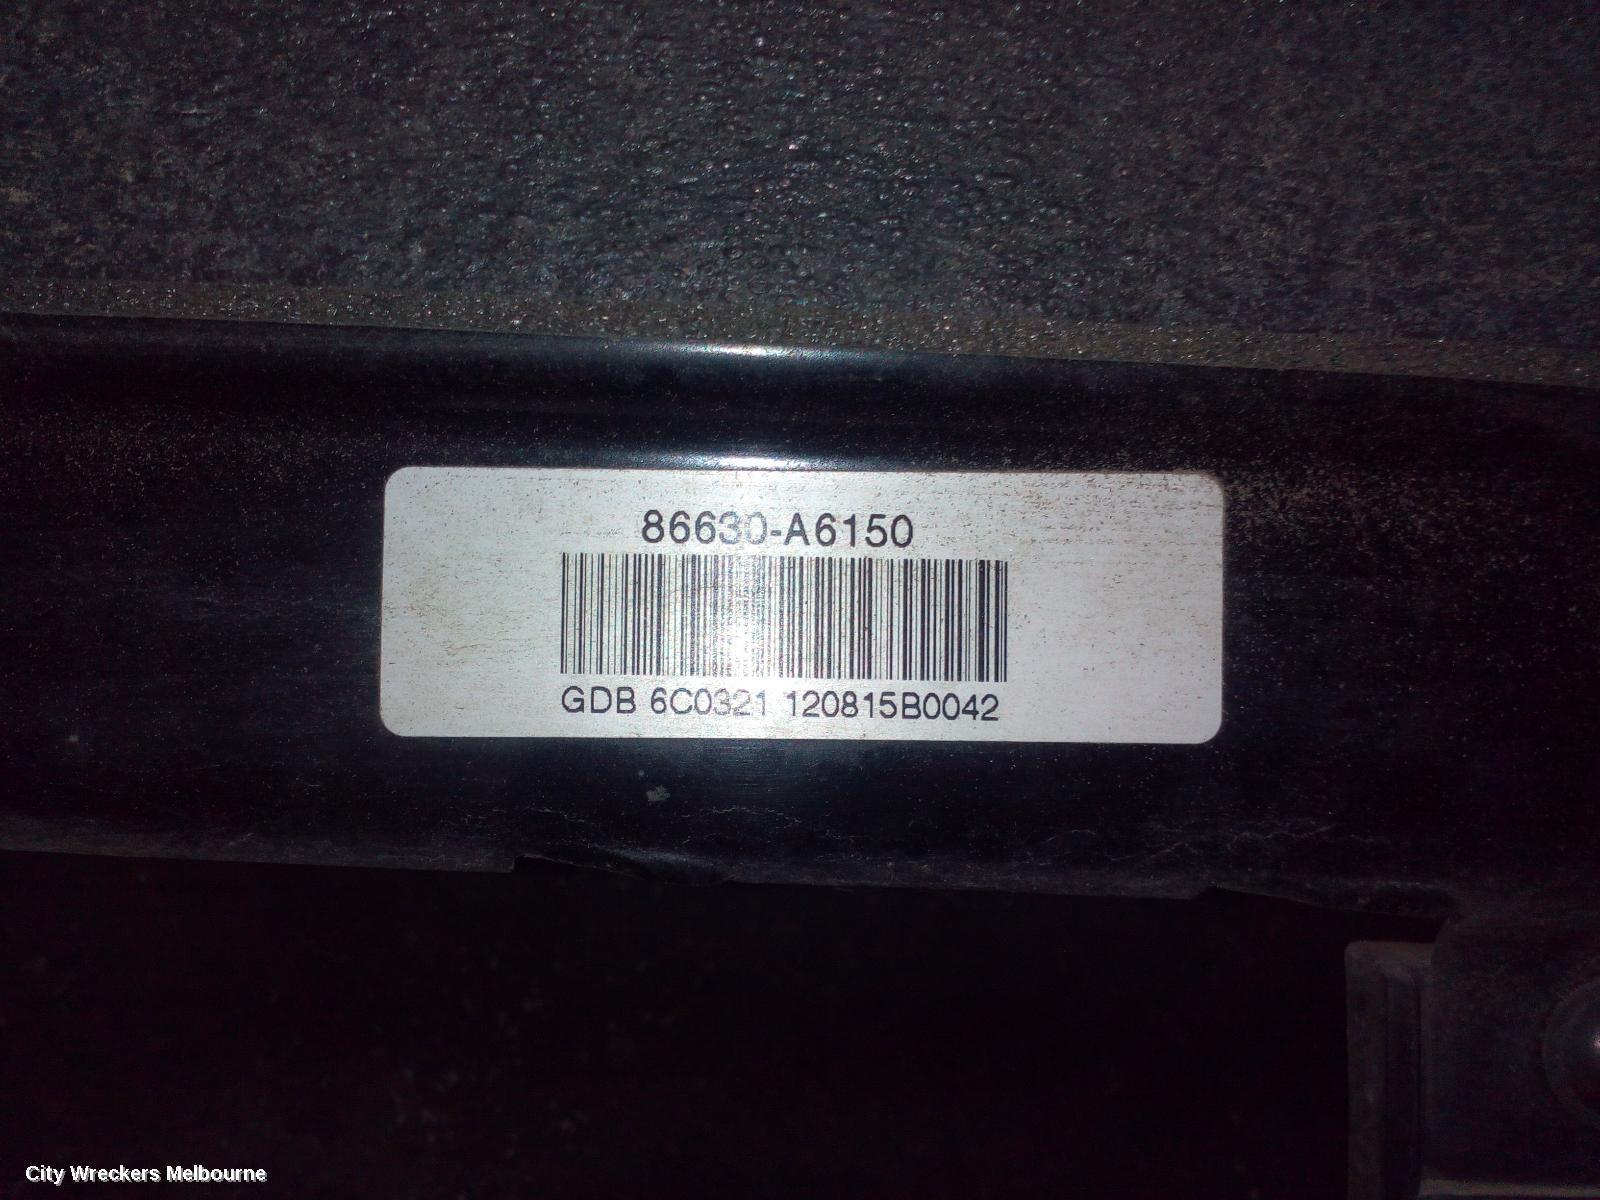 86630-A6150
GDB 6C0321 120815B0042
City Wreckers Melbourne